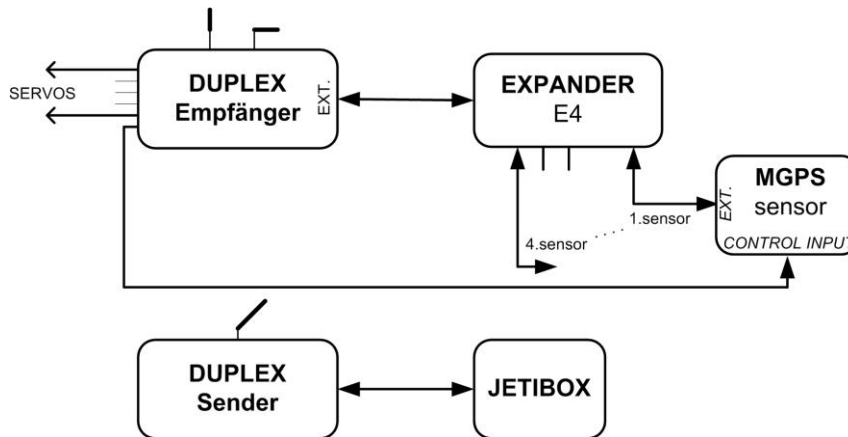 SERVOS
DUPLEX
Empfänger
EXT.
EXPANDER
E4
1.sensor
4.sensor
MGPS
sensor
EXT.
CONTROL INPUT
DUPLEX
Sender
JETIBOX